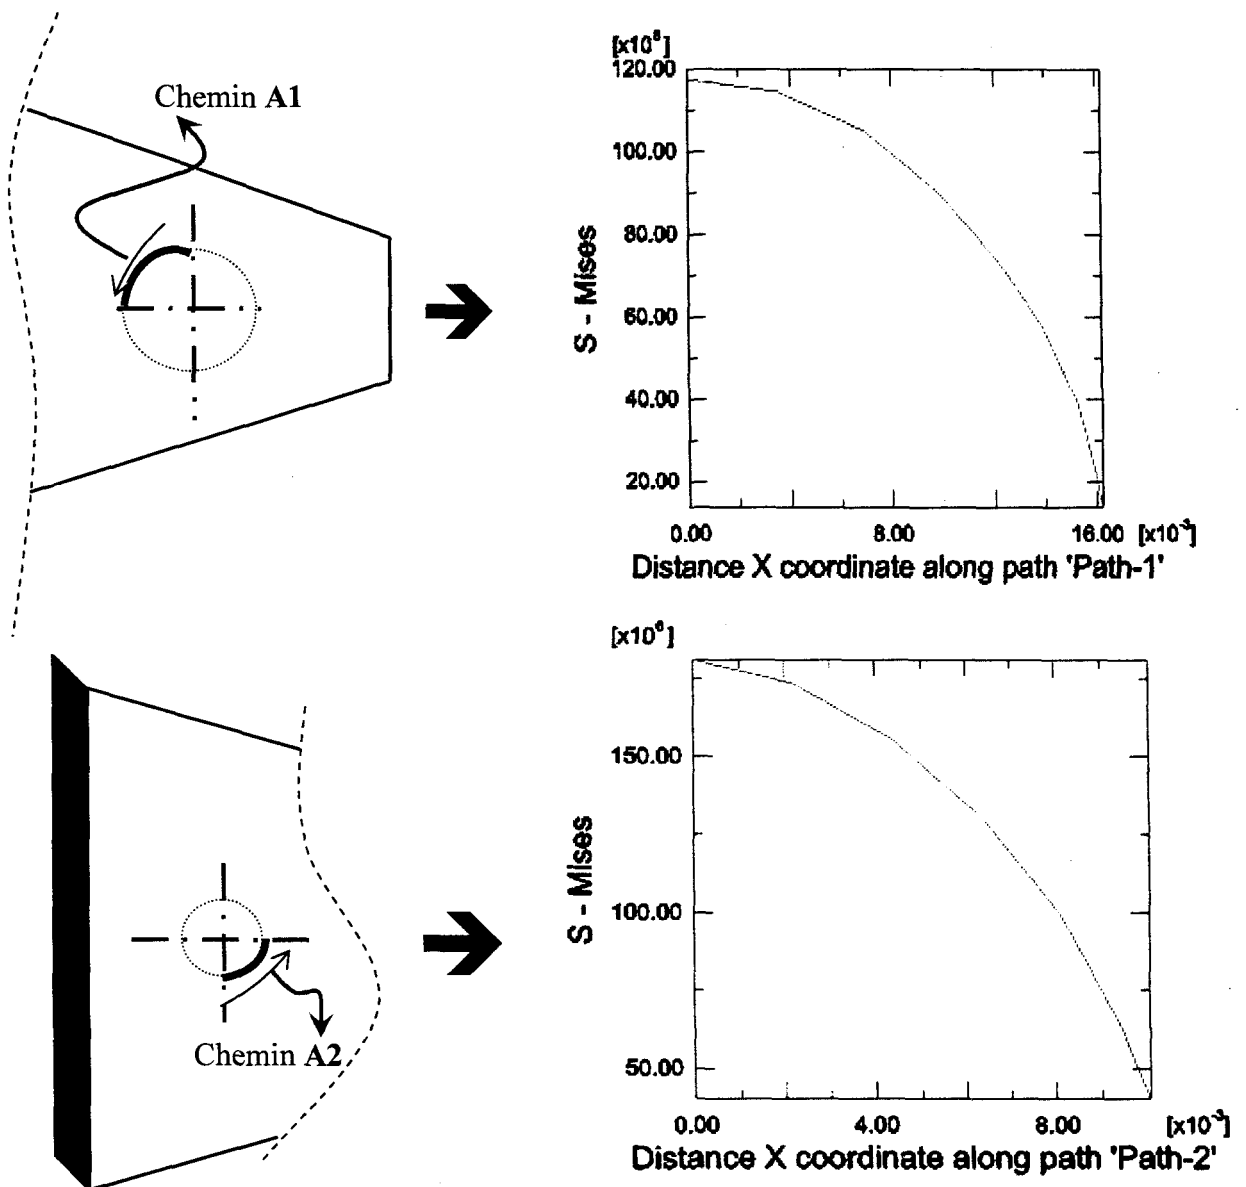 Chemin A1
[x10⁶]
120.00
100.00
80.00
60.00
40.00
20.00
S - Mises
0.00 8.00 16.00 [x10⁻³]
Distance X coordinate along path 'Path-1'
Chemin A2
[x10⁶]
150.00
100.00
50.00
S - Mises
0.00 4.00 8.00 [x10⁻³]
Distance X coordinate along path 'Path-2'